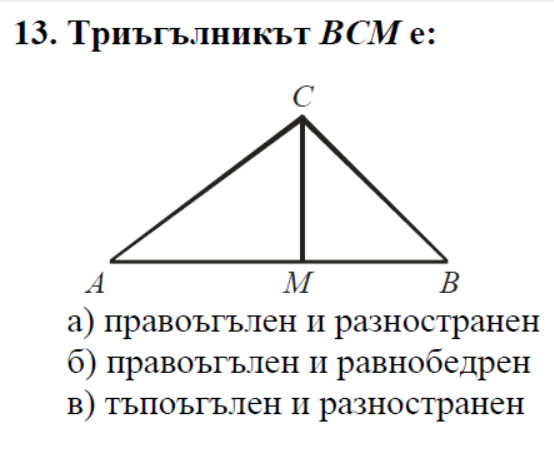 13. Триъгълникът BCM е:
C
A M B
а) правоъгълен и разностранен
б) правоъгълен и равнобедрен
в) тъпоъгълен и разностранен